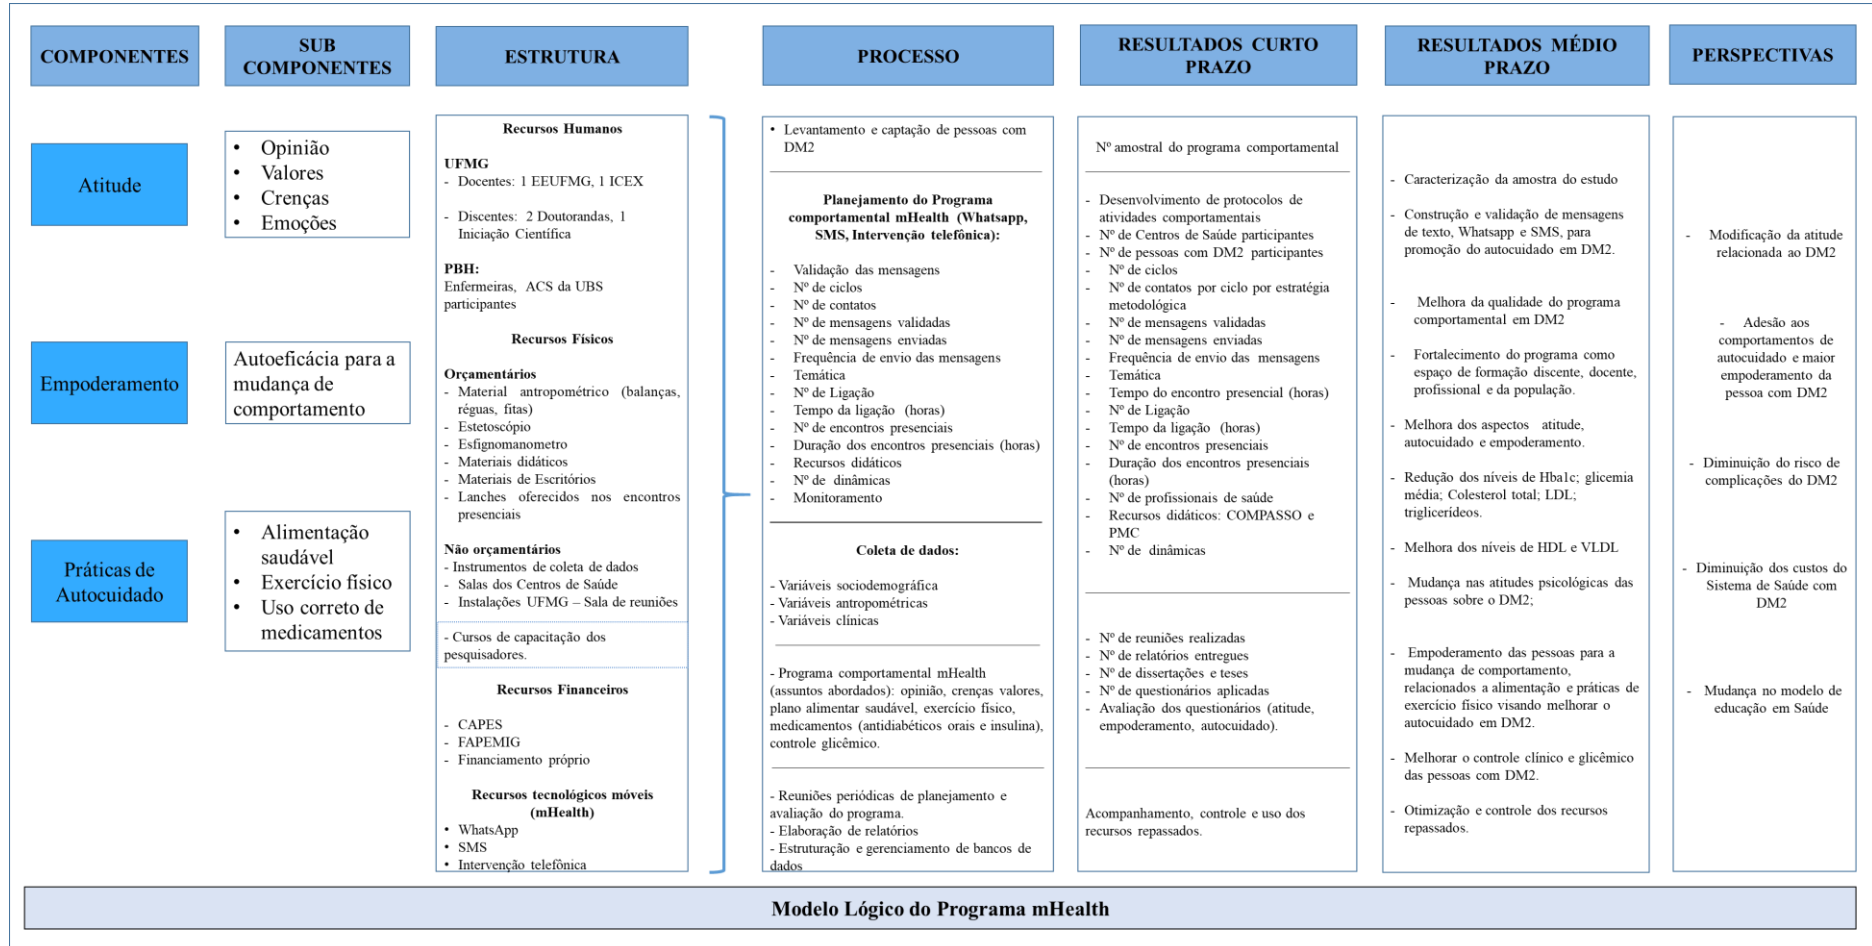 COMPONENTES
SUB
COMPONENTES
ESTRUTURA
PROCESSO
RESULTADOS CURTO
PRAZO
RESULTADOS MÉDIO
PRAZO
PERSPECTIVAS
Atitude
Empoderamento
Práticas de
Autocuidado
• Opinião
• Valores
• Crenças
• Emoções
Autoeficácia para a
mudança de
comportamento
• Alimentação
saudável
• Exercício físico
• Uso correto de
medicamentos
Recursos Humanos
UFMG
- Docentes: 1 EEUFMG, 1 ICEX
- Discentes: 2 Doutorandas, 1
Iniciação Científica
PBH:
Enfermeiras, ACS da UBS
participantes
Recursos Físicos
Orçamentários
- Material antropométrico (balanças,
réguas, fitas)
- Estetoscópio
- Esfignomanometro
- Materiais didáticos
- Materiais de Escritórios
- Lanches oferecidos nos encontros
presenciais
Não orçamentários
- Instrumentos de coleta de dados
- Salas dos Centros de Saúde
- Instalações UFMG – Sala de reuniões
- Cursos de capacitação dos
pesquisadores.
Recursos Financeiros
- CAPES
- FAPEMIG
- Financiamento próprio
Recursos tecnológicos móveis
(mHealth)
• WhatsApp
• SMS
• Intervenção telefônica
• Levantamento e captação de pessoas com
DM2
Planejamento do Programa
comportamental mHealth (Whatsapp,
SMS, Intervenção telefônica):
- Validação das mensagens
- Nº de ciclos
- Nº de contatos
- Nº de mensagens validadas
- Nº de mensagens enviadas
- Frequência de envio das mensagens
- Temática
- Nº de Ligação
- Tempo da ligação (horas)
- Nº de encontros presenciais
- Duração dos encontros presenciais (horas)
- Recursos didáticos
- Nº de dinâmicas
- Monitoramento
Coleta de dados:
- Variáveis sociodemográfica
- Variáveis antropométricas
- Variáveis clínicas
- Programa comportamental mHealth
(assuntos abordados): opinião, crenças valores,
plano alimentar saudável, exercício físico,
medicamentos (antidiabéticos orais e insulina),
controle glicêmico.
- Reuniões periódicas de planejamento e
avaliação do programa.
- Elaboração de relatórios
- Estruturação e gerenciamento de bancos de
dados
Nº amostral do programa comportamental
- Desenvolvimento de protocolos de
atividades comportamentais
- Nº de Centros de Saúde participantes
- Nº de pessoas com DM2 participantes
- Nº de ciclos
- Nº de contatos por ciclo por estratégia
metodológica
- Nº de mensagens validadas
- Nº de mensagens enviadas
- Frequência de envio das mensagens
- Temática
- Tempo do encontro presencial (horas)
- Nº de Ligação
- Tempo da ligação (horas)
- Nº de encontros presenciais
- Duração dos encontros presenciais
(horas)
- Nº de profissionais de saúde
- Recursos didáticos: COMPASSO e
PMC
- Nº de dinâmicas
- Nº de reuniões realizadas
- Nº de relatórios entregues
- Nº de dissertações e teses
- Nº de questionários aplicadas
- Avaliação dos questionários (atitude,
empoderamento, autocuidado).
Acompanhamento, controle e uso dos
recursos repassados.
- Caracterização da amostra do estudo
- Construção e validação de mensagens
de texto, Whatsapp e SMS, para
promoção do autocuidado em DM2.
- Melhora da qualidade do programa
comportamental em DM2
- Fortalecimento do programa como
espaço de formação discente, docente,
profissional e da população.
- Melhora dos aspectos atitude,
autocuidado e empoderamento.
- Redução dos níveis de Hba1c; glicemia
média; Colesterol total; LDL;
triglicerídeos.
- Melhora dos níveis de HDL e VLDL
- Mudança nas atitudes psicológicas das
pessoas sobre o DM2;
- Empoderamento das pessoas para a
mudança de comportamento,
relacionados a alimentação e práticas de
exercício físico visando melhorar o
autocuidado em DM2.
- Melhorar o controle clínico e glicêmico
das pessoas com DM2.
- Otimização e controle dos recursos
repassados.
- Modificação da atitude
relacionada ao DM2
- Adesão aos
comportamentos de
autocuidado e maior
empoderamento da
pessoa com DM2
- Diminuição do risco de
complicações do DM2
- Diminuição dos custos do
Sistema de Saúde com
DM2
- Mudança no modelo de
educação em Saúde
Modelo Lógico do Programa mHealth